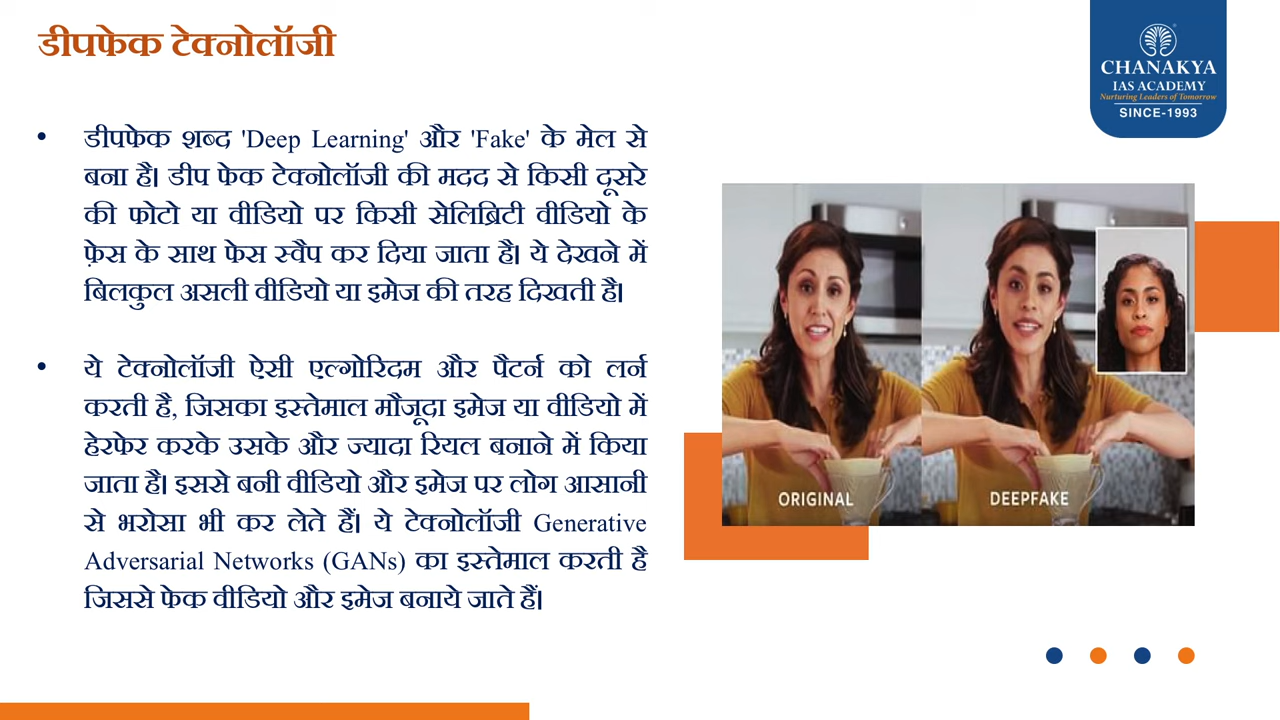 डीपफेक टेक्नोलॉजी
CHANAKYA
IAS ACADEMY
Nurturing Leaders of Tomorrow
SINCE-1993
• डीपफेक शब्द 'Deep Learning' और 'Fake' के मेल से
बना है। डीप फेक टेक्नोलॉजी की मदद से किसी दूसरे
की फोटो या वीडियो पर किसी सेलिब्रिटी वीडियो के
फ़ेस के साथ फेस स्वैप कर दिया जाता है। ये देखने में
बिलकुल असली वीडियो या इमेज की तरह दिखती है।
• ये टेक्नोलॉजी ऐसी एल्गोरिदम और पैटर्न को लर्न
करती है, जिसका इस्तेमाल मौजूदा इमेज या वीडियो में
हेरफेर करके उसके और ज्यादा रियल बनाने में किया
जाता है। इससे बनी वीडियो और इमेज पर लोग आसानी
से भरोसा भी कर लेते हैं। ये टेक्नोलॉजी Generative
Adversarial Networks (GANs) का इस्तेमाल करती है
जिससे फेक वीडियो और इमेज बनाये जाते हैं।
ORIGINAL
DEEPFAKE